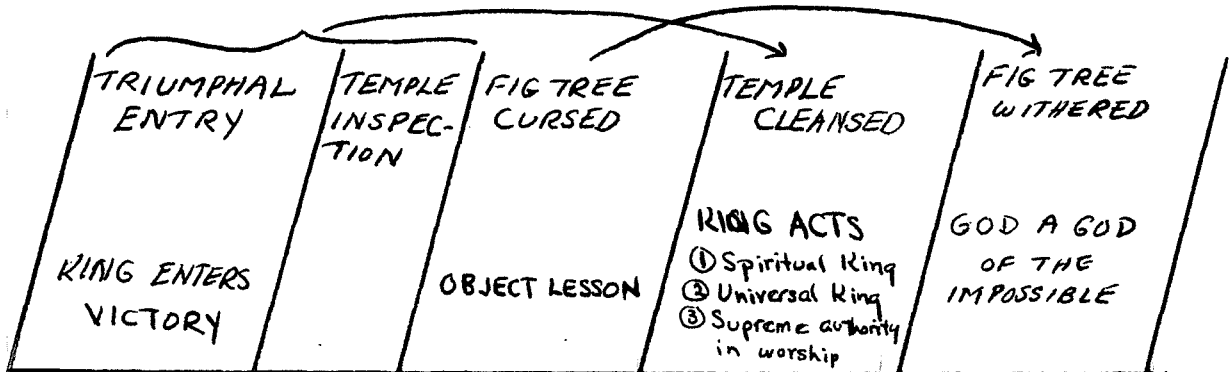 TRIUMPHAL
ENTRY
KING ENTERS
VICTORY
TEMPLE
INSPEC-
TION
FIG TREE
CURSED
OBJECT LESSON
TEMPLE
CLEANSED
KING ACTS
① Spiritual King
② Universal King
③ Supreme authority
in worship
FIG TREE
WITHERED
GOD A GOD
OF THE
IMPOSSIBLE